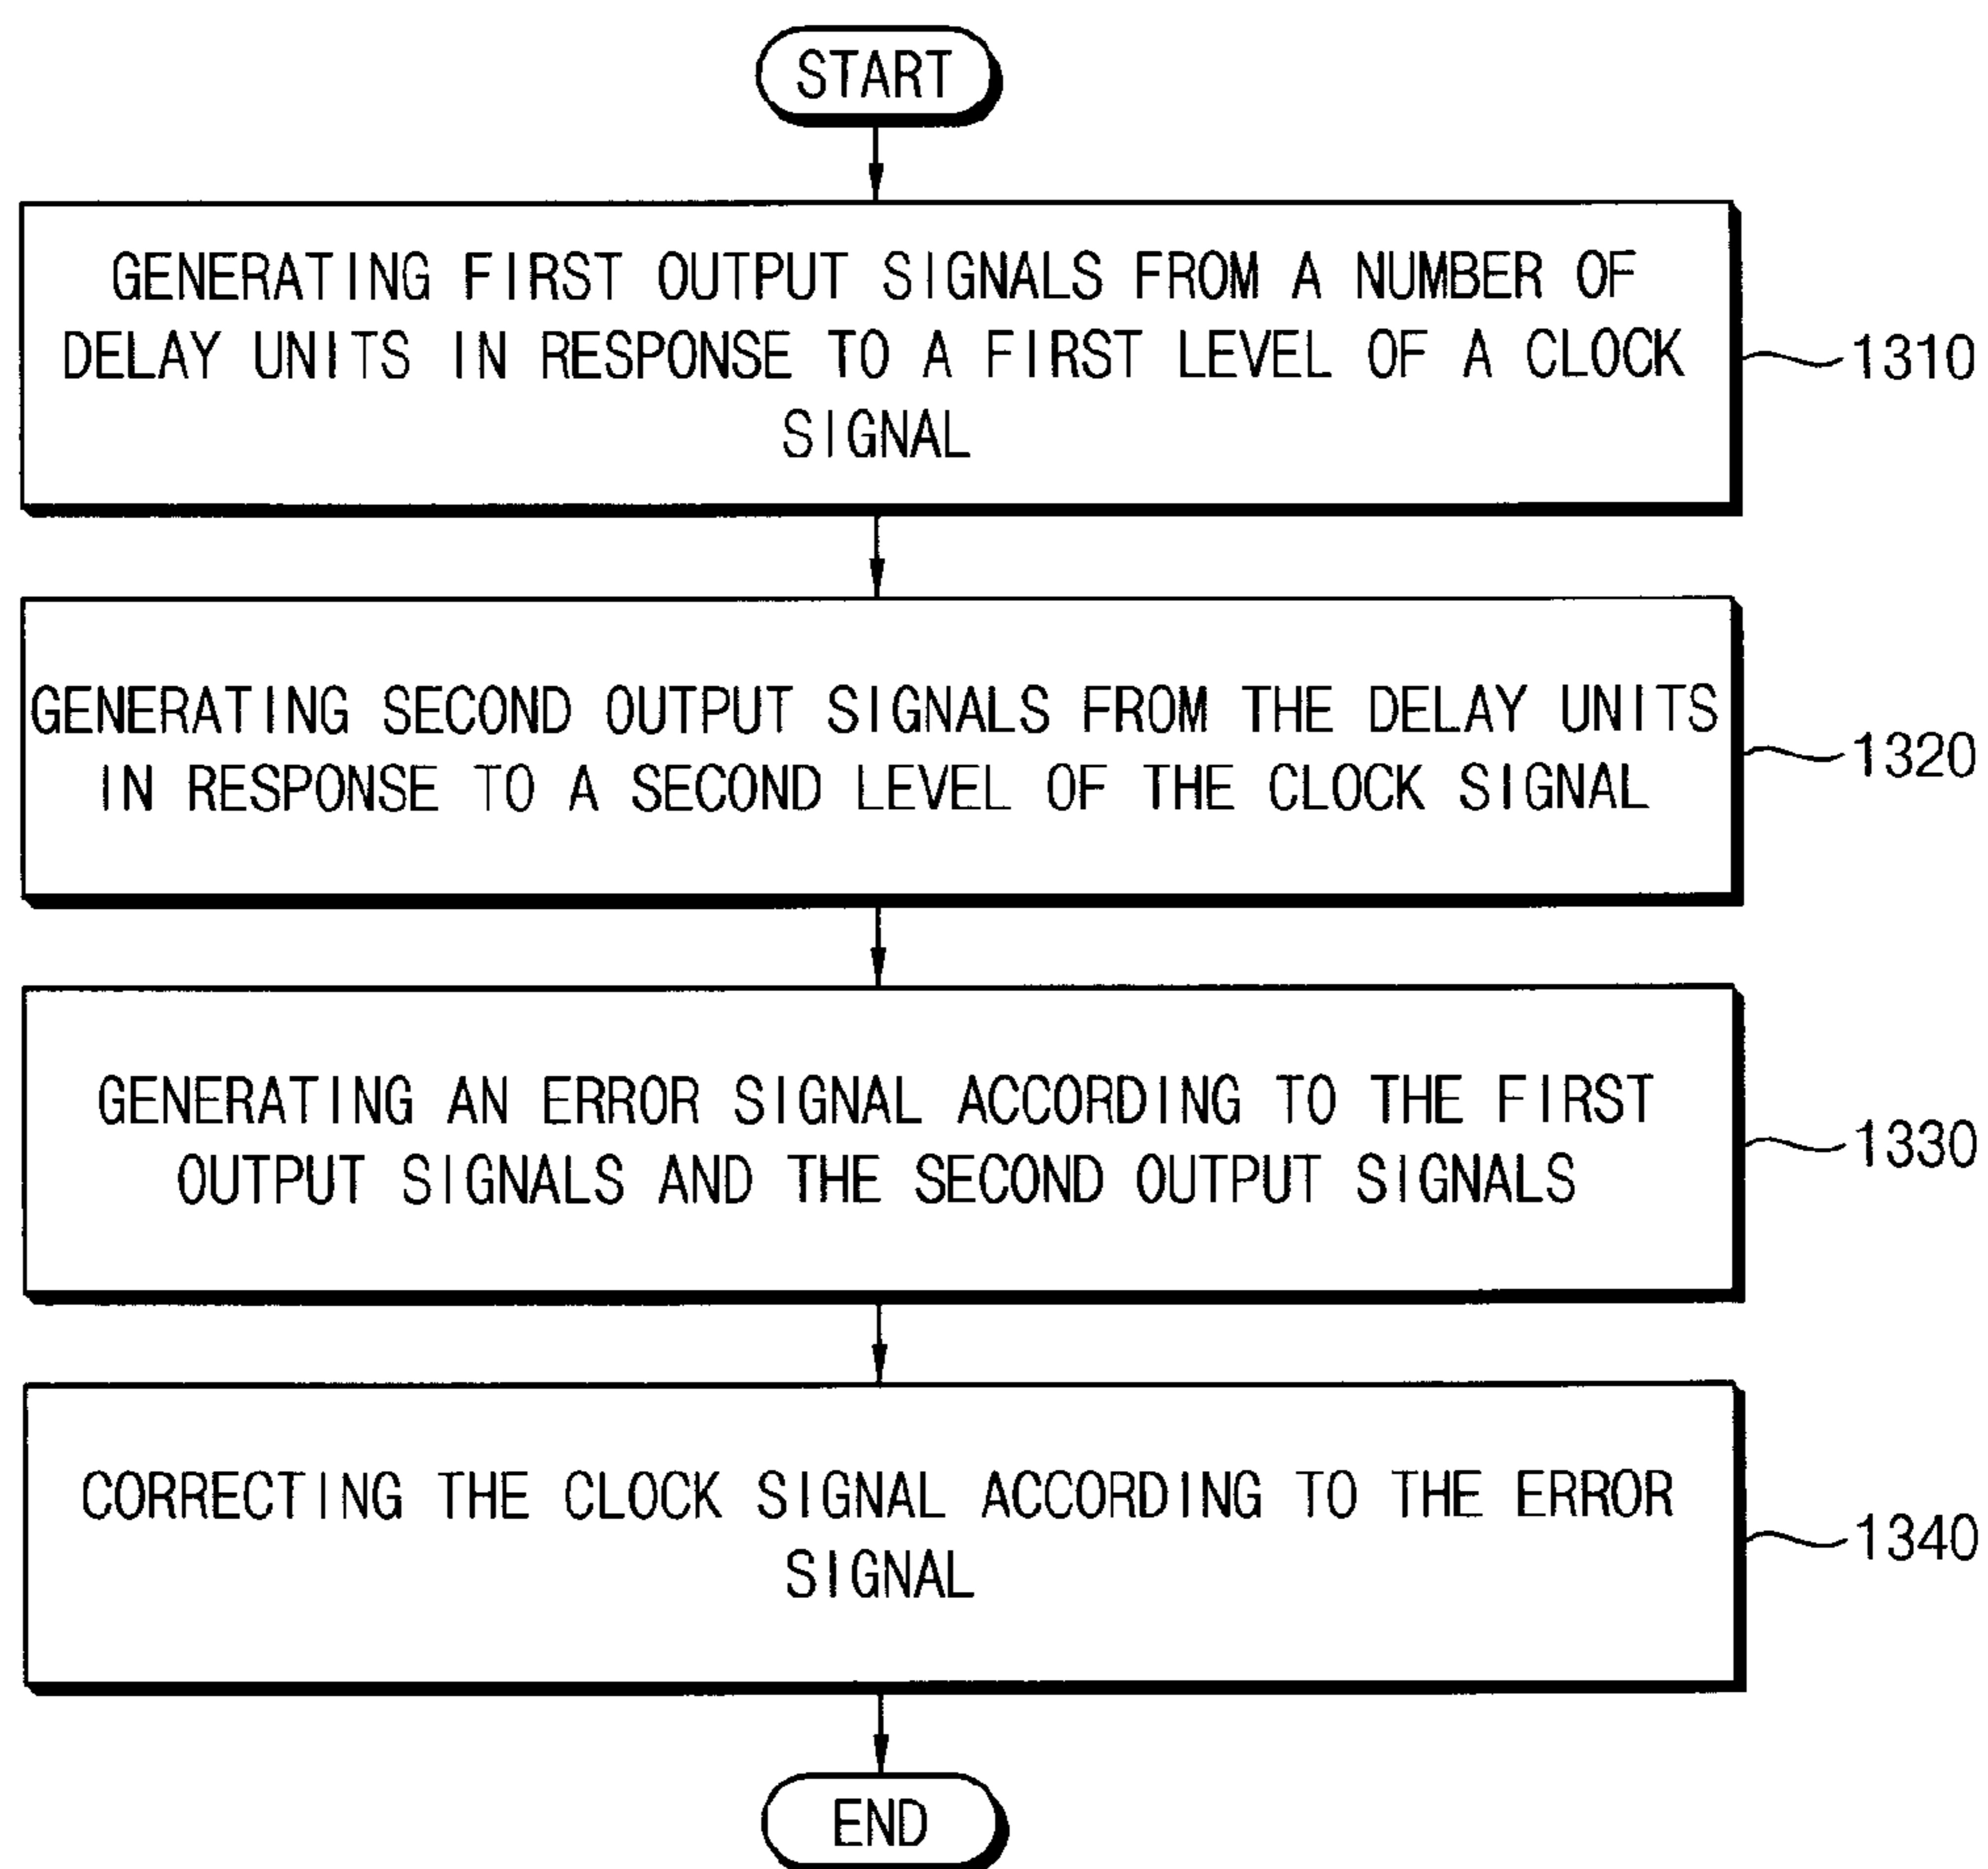 START
GENERATING FIRST OUTPUT SIGNALS FROM A NUMBER OF
DELAY UNITS IN RESPONSE TO A FIRST LEVEL OF A CLOCK
SIGNAL
1310
GENERATING SECOND OUTPUT SIGNALS FROM THE DELAY UNITS
IN RESPONSE TO A SECOND LEVEL OF THE CLOCK SIGNAL
1320
GENERATING AN ERROR SIGNAL ACCORDING TO THE FIRST
OUTPUT SIGNALS AND THE SECOND OUTPUT SIGNALS
1330
CORRECTING THE CLOCK SIGNAL ACCORDING TO THE ERROR
SIGNAL
1340
END